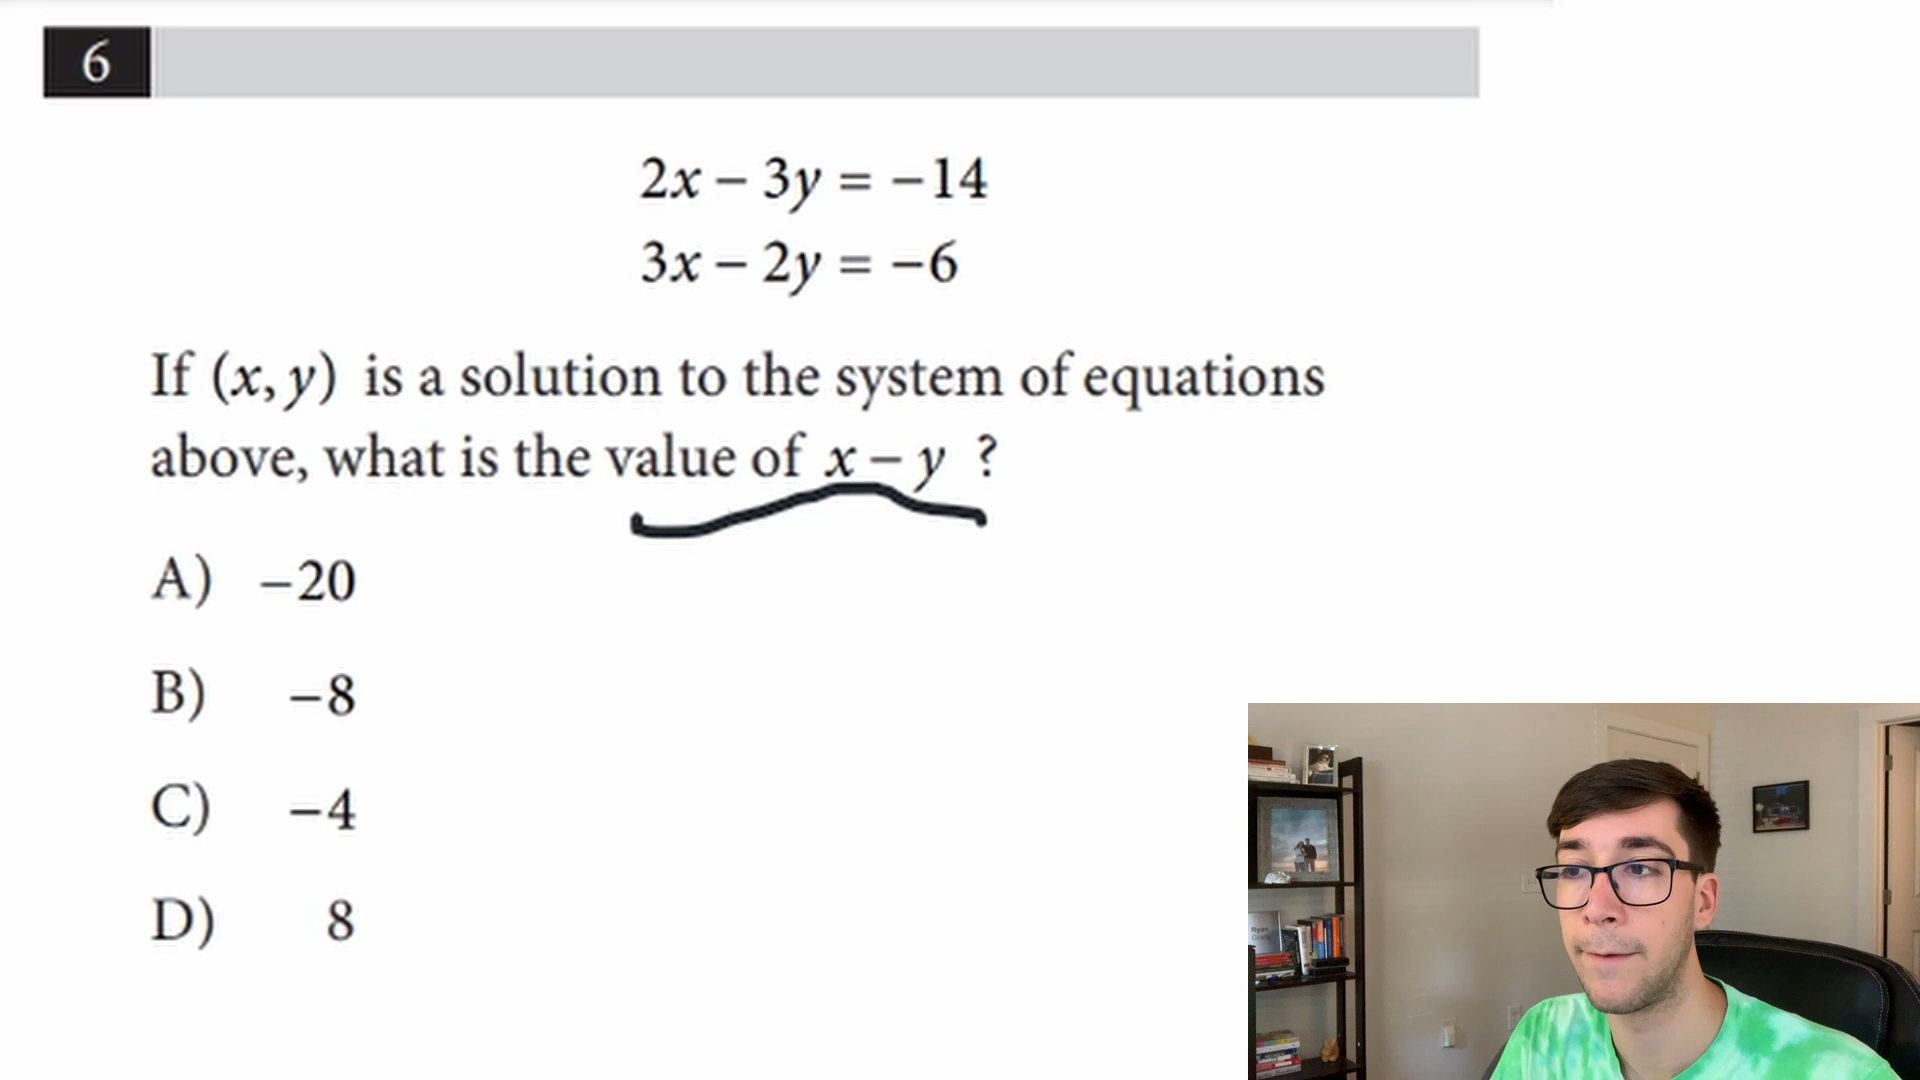 6
2x – 3y = –14
3x – 2y = –6
If (x, y) is a solution to the system of equations
above, what is the value of x – y ?
A) –20
B) –8
C) –4
D) 8
Ryan